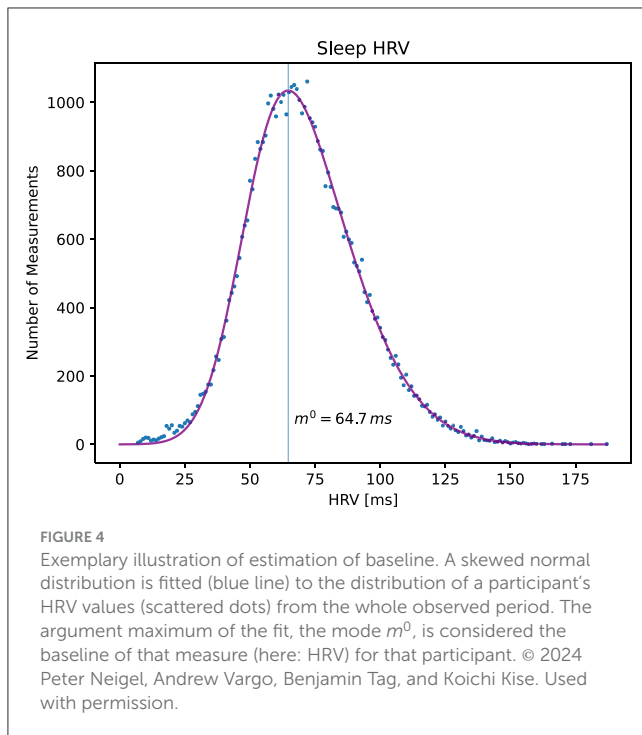 Sleep HRV
1000
800
600
400
200
0
Number of Measurements
m⁰ = 64.7 ms
0 25 50 75 100 125 150 175
HRV [ms]
FIGURE 4
Exemplary illustration of estimation of baseline. A skewed normal
distribution is fitted (blue line) to the distribution of a participant's
HRV values (scattered dots) from the whole observed period. The
argument maximum of the fit, the mode m⁰, is considered the
baseline of that measure (here: HRV) for that participant. © 2024
Peter Neigel, Andrew Vargo, Benjamin Tag, and Koichi Kise. Used
with permission.